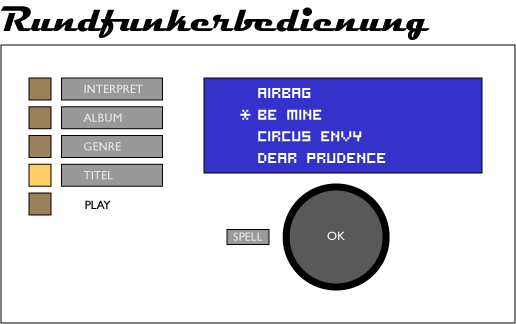 Rundfunkerbedienung
INTERPRET
ALBUM
GENRE
TITEL
PLAY
AIRBAG
* BE MINE
CIRCUS ENVY
DEAR PRUDENCE
SPELL
OK